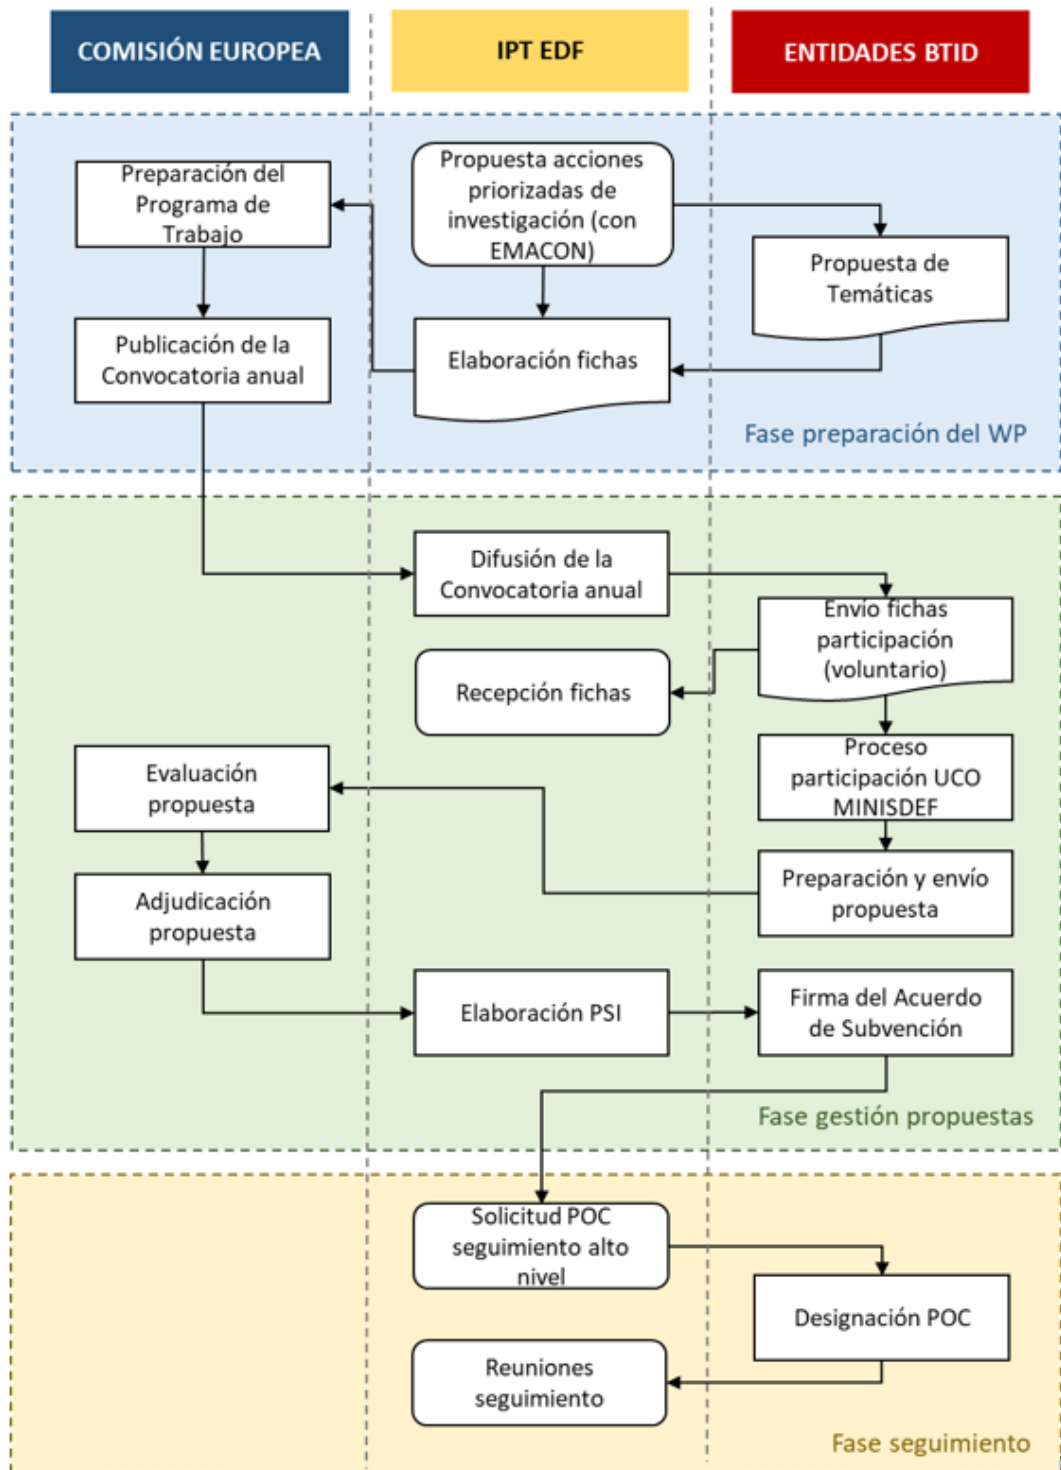 COMISIÓN EUROPEA
IPT EDF
ENTIDADES BTID
Propuesta acciones
priorizadas de
investigación (con
EMACON)
Preparación del
Programa de
Trabajo
Propuesta de
Temáticas
Publicación de la
Convocatoria anual
Elaboración fichas
Fase preparación del WP
Difusión de la
Convocatoria anual
Envío fichas
participación
(voluntario)
Recepción fichas
Proceso
participación UCO
MINISDEF
Evaluación
propuesta
Preparación y envío
propuesta
Adjudicación
propuesta
Elaboración PSI
Firma del Acuerdo
de Subvención
Fase gestión propuestas
Solicitud POC
seguimiento alto
nivel
Designación POC
Reuniones
seguimiento
Fase seguimiento